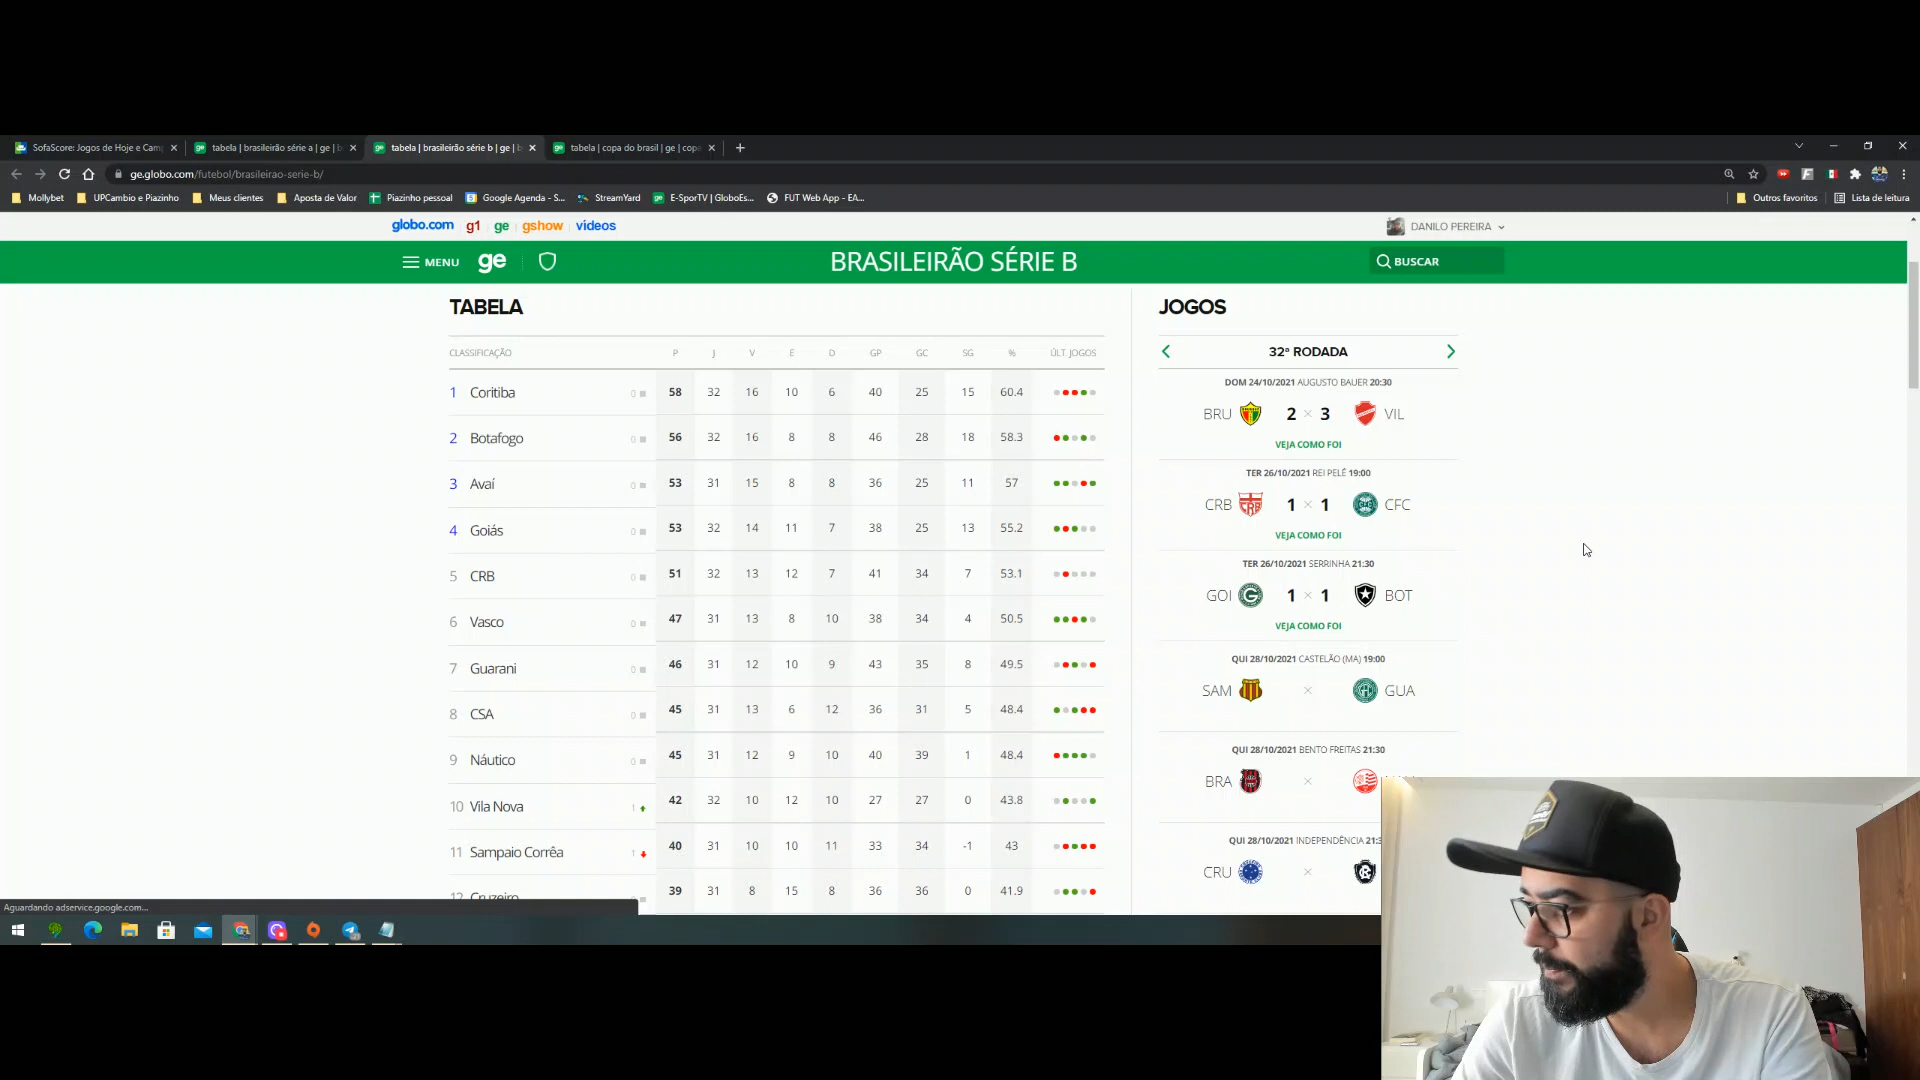 SofaScore: Jogos de Hoje e Cam
tabela | brasileirão série a | ge | b
tabela | brasileirão série b | ge | b
tabela | copa do brasil | ge | copa
ge.globo.com/futebol/brasileirao-serie-b/
Mollybet UPCambio e Piazinho Meus clientes Aposta de Valor Piazinho pessoal Google Agenda - S... StreamYard E-SporTV | GloboEs... FUT Web App - EA... Outros favoritos Lista de leitura
globo.com g1 ge gshow videos DANILO PEREIRA
MENU ge BRASILEIRÃO SÉRIE B BUSCAR
TABELA
CLASSIFICAÇÃO P J V E D GP GC SG % ÚLT. JOGOS
1 Coritiba 0 58 32 16 10 6 40 25 15 60.4
2 Botafogo 0 56 32 16 8 8 46 28 18 58.3
3 Avaí 0 53 31 15 8 8 36 25 11 57
4 Goiás 0 53 32 14 11 7 38 25 13 55.2
5 CRB 0 51 32 13 12 7 41 34 7 53.1
6 Vasco 0 47 31 13 8 10 38 34 4 50.5
7 Guarani 0 46 31 12 10 9 43 35 8 49.5
8 CSA 0 45 31 13 6 12 36 31 5 48.4
9 Náutico 0 45 31 12 9 10 40 39 1 48.4
10 Vila Nova 1 42 32 10 12 10 27 27 0 43.8
11 Sampaio Corrêa 1 40 31 10 10 11 33 34 -1 43
12 Cruzeiro 39 31 8 15 8 36 36 0 41.9
JOGOS
32ª RODADA
DOM 24/10/2021 AUGUSTO BAUER 20:30
BRU 2 × 3 VIL
VEJA COMO FOI
TER 26/10/2021 REI PELÉ 19:00
CRB 1 × 1 CFC
VEJA COMO FOI
TER 26/10/2021 SERRINHA 21:30
GOI 1 × 1 BOT
VEJA COMO FOI
QUI 28/10/2021 CASTELÃO (MA) 19:00
SAM × GUA
QUI 28/10/2021 BENTO FREITAS 21:30
BRA ×
QUI 28/10/2021 INDEPENDÊNCIA 21:3
CRU ×
Aguardando adservice.google.com...